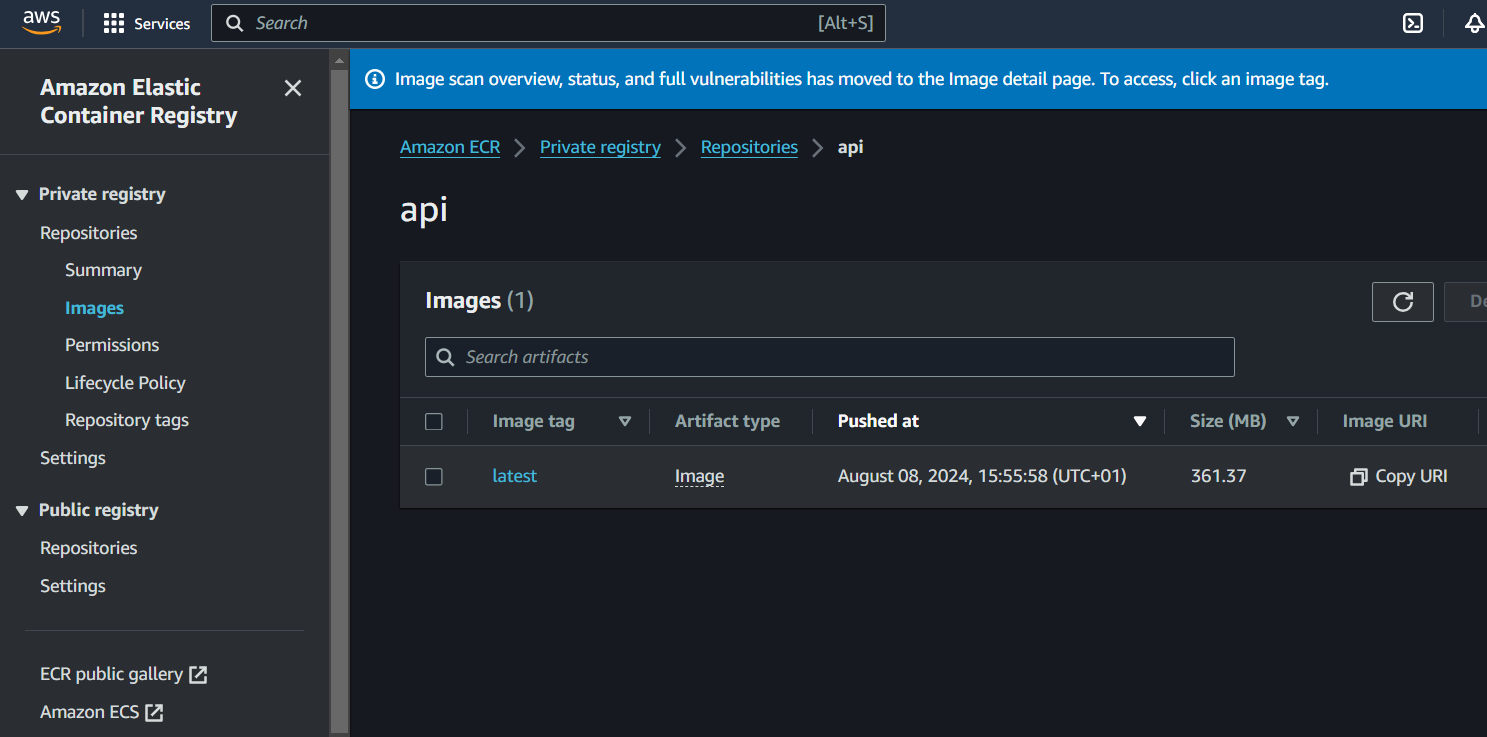 aws
Services
Search
[Alt+S]
Amazon Elastic
Container Registry
Private registry
Repositories
Summary
Images
Permissions
Lifecycle Policy
Repository tags
Settings
Public registry
Repositories
Settings
ECR public gallery
Amazon ECS
Image scan overview, status, and full vulnerabilities has moved to the Image detail page. To access, click an image tag.
Amazon ECR
Private registry
Repositories
api
api
Images (1)
De
Search artifacts
Image tag
Artifact type
Pushed at
Size (MB)
Image URI
latest
Image
August 08, 2024, 15:55:58 (UTC+01)
361.37
Copy URI